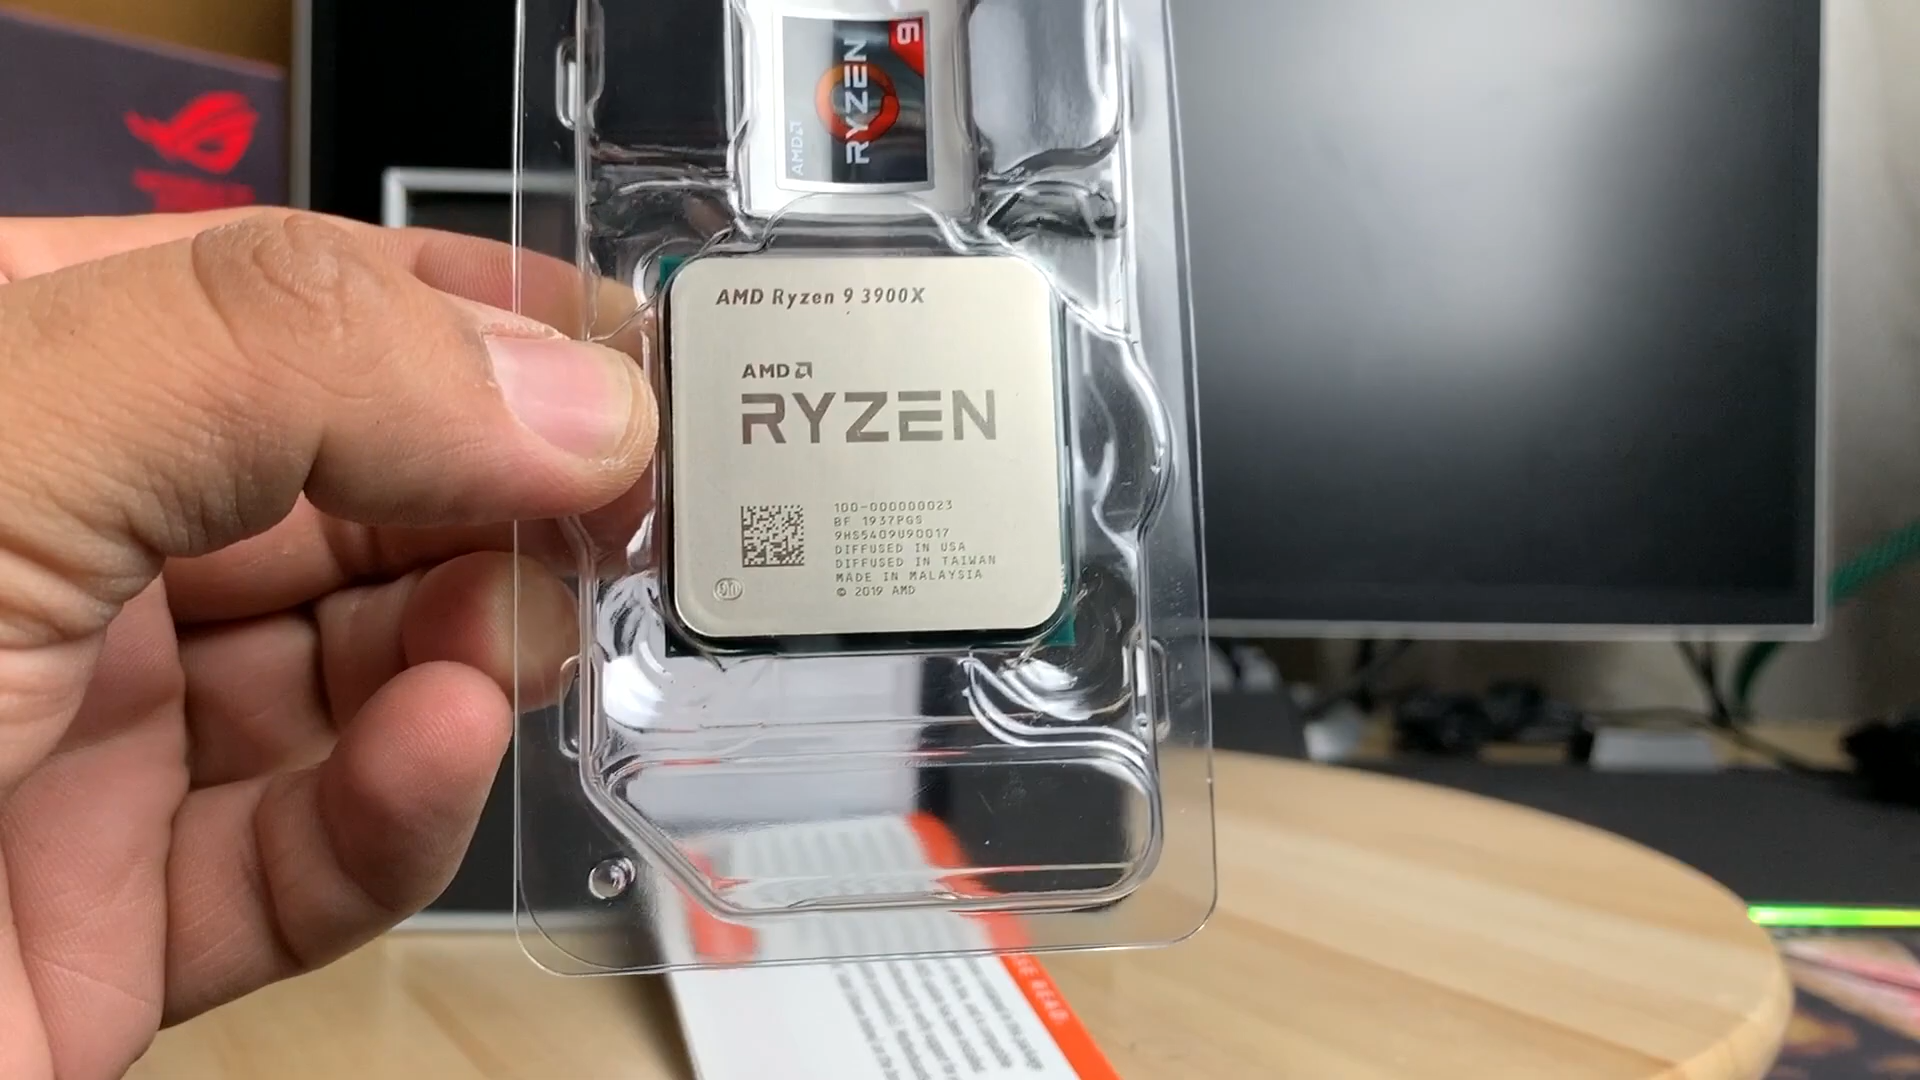 9
RYZEN
AMD
AMD Ryzen 9 3900X
AMD
RYZEN
100-000000023
BF 1937PGS
9HS5409U90017
DIFFUSED IN USA
DIFFUSED IN TAIWAN
MADE IN MALAYSIA
© 2019 AMD